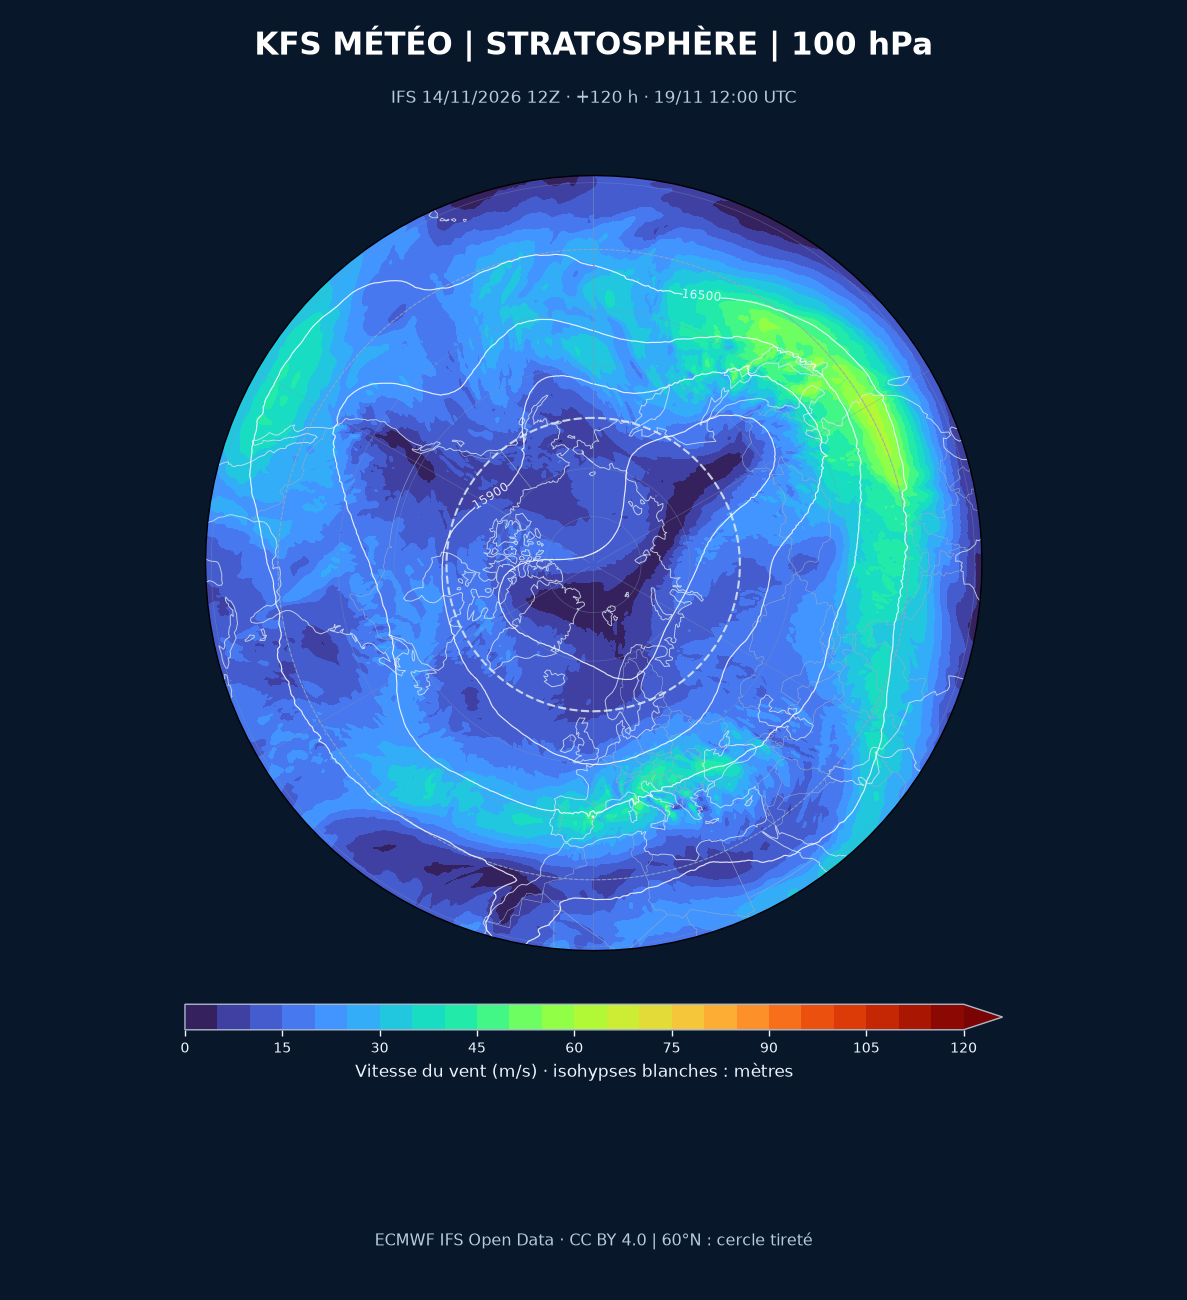 KFS MÉTÉO | STRATOSPHÈRE | 100 hPa
IFS 14/11/2026 12Z · +120 h · 19/11 12:00 UTC
16500
15900
0 15 30 45 60 75 90 105 120
Vitesse du vent (m/s) · isohypses blanches : mètres
ECMWF IFS Open Data · CC BY 4.0 | 60°N : cercle tireté